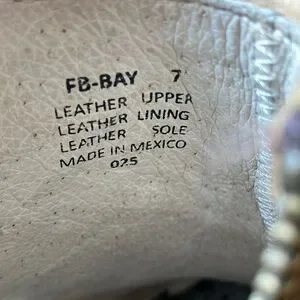 FB-BAY 7
LEATHER UPPER
LEATHER LINING
LEATHER SOLE
MADE IN MEXICO
025